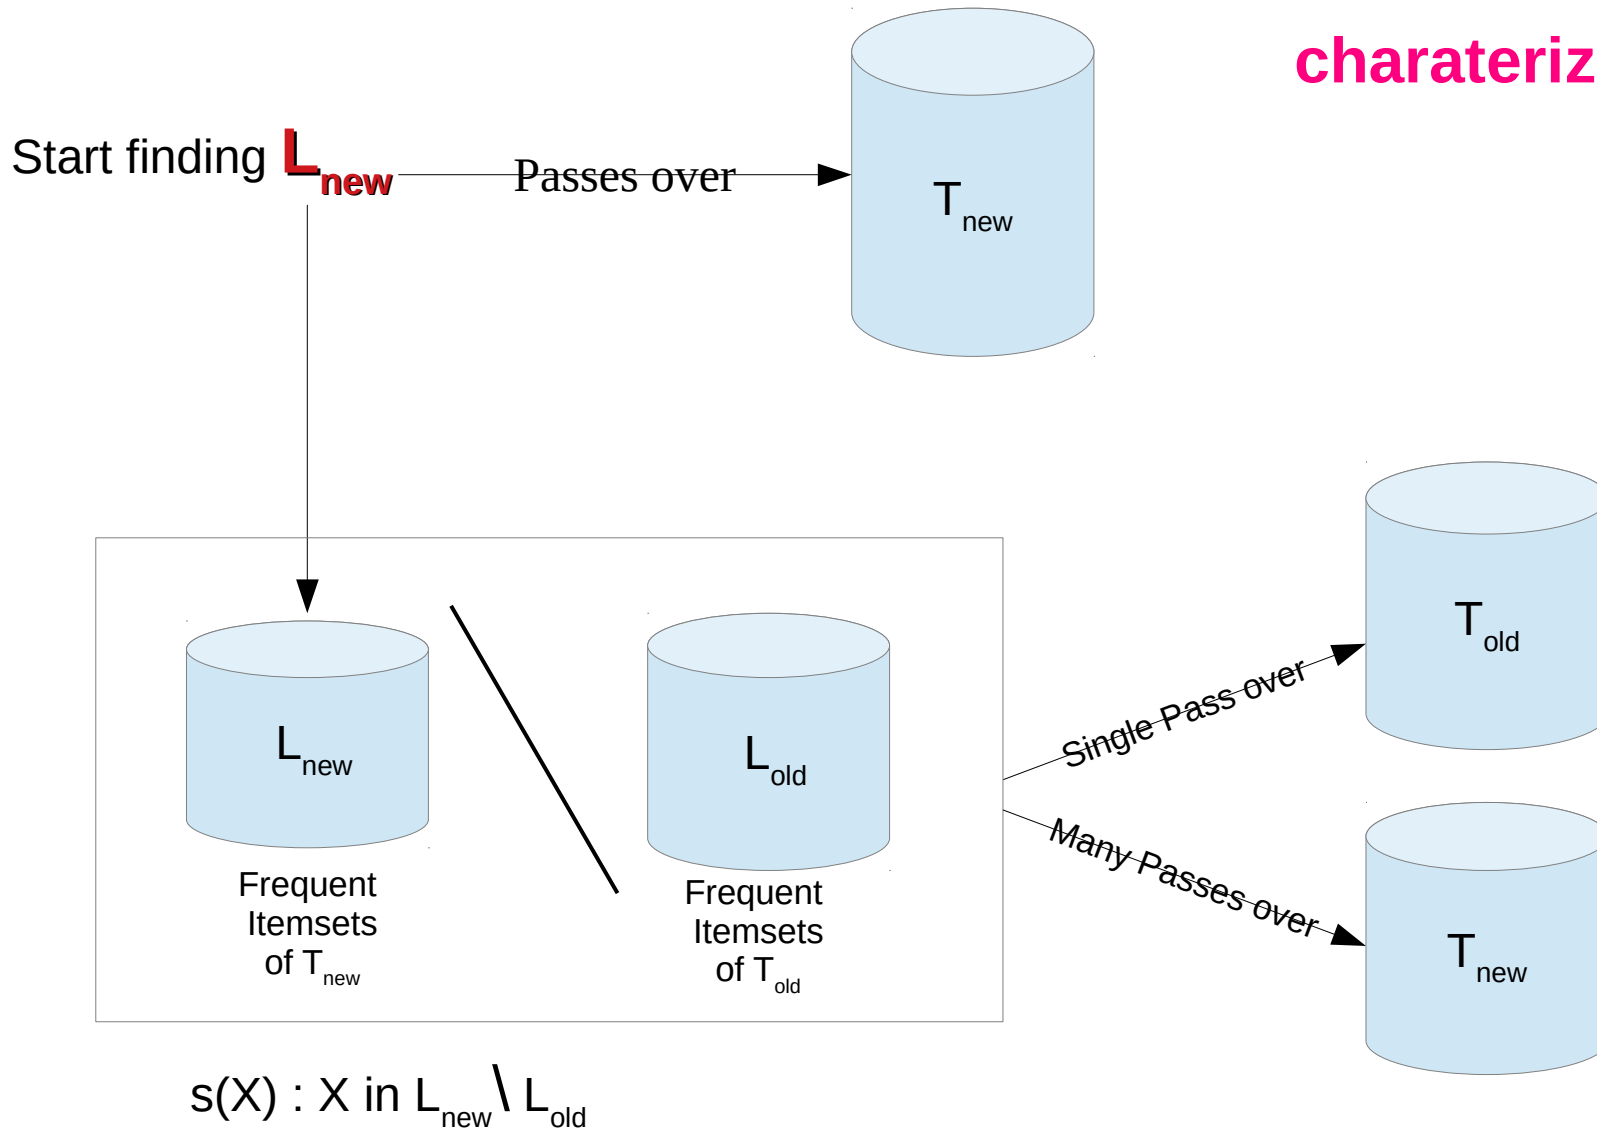 charateriz
Start finding Lnew
Passes over
Tnew
Told
Single Pass over
Lnew
Lold
Many Passes over
Frequent
Itemsets
of Tnew
Frequent
Itemsets
of Told
Tnew
s(X) : X in Lnew \ Lold